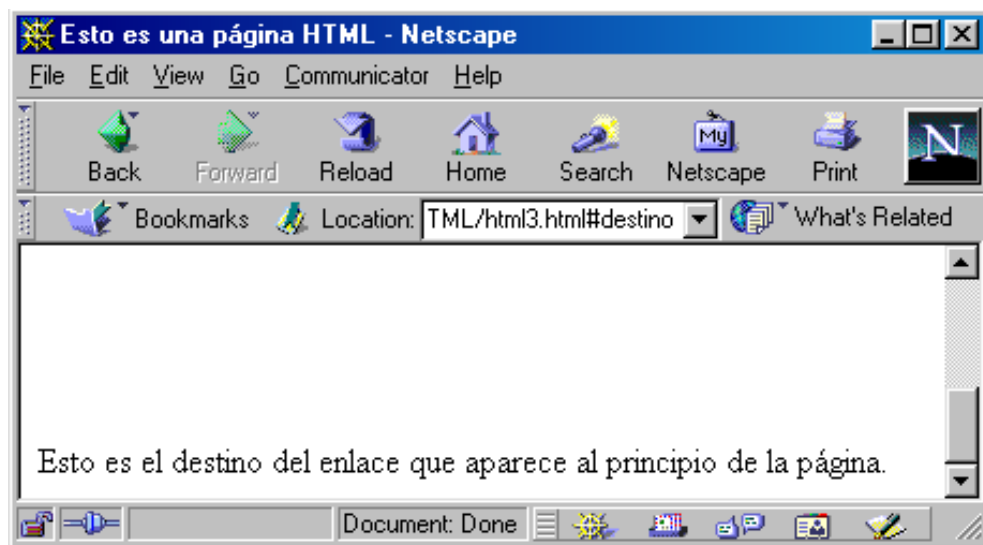 Esto es una página HTML - Netscape
File Edit View Go Communicator Help
Back Forward Reload Home Search My Netscape Print N
Bookmarks Location: TML/html3.html#destino What's Related
Esto es el destino del enlace que aparece al principio de la página.
Document: Done